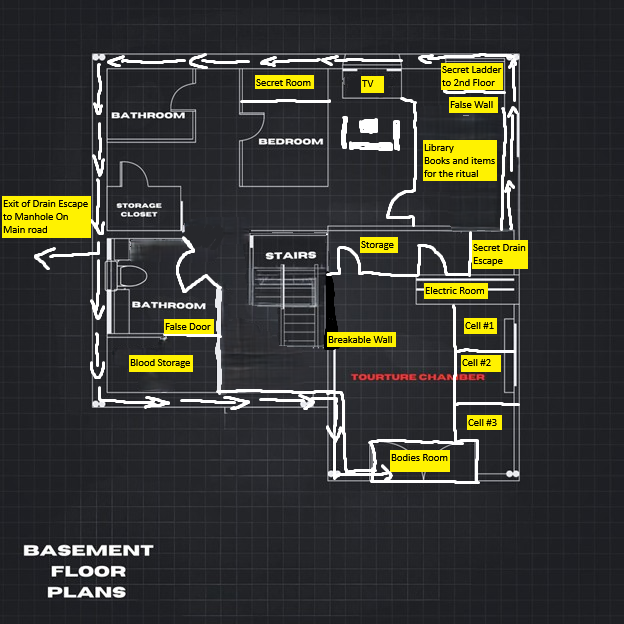 Secret Ladder
to 2nd Floor
Secret Room
TV
False Wall
BATHROOM
BEDROOM
Library
Books and items
for the ritual
Exit of Drain Escape
to Manhole On
Main road
STORAGE
CLOSET
Storage
Secret Drain
Escape
STAIRS
Electric Room
BATHROOM
False Door
Cell #1
Breakable Wall
Blood Storage
Cell #2
TOURTURE CHAMBER
Cell #3
Bodies Room
BASEMENT
FLOOR
PLANS